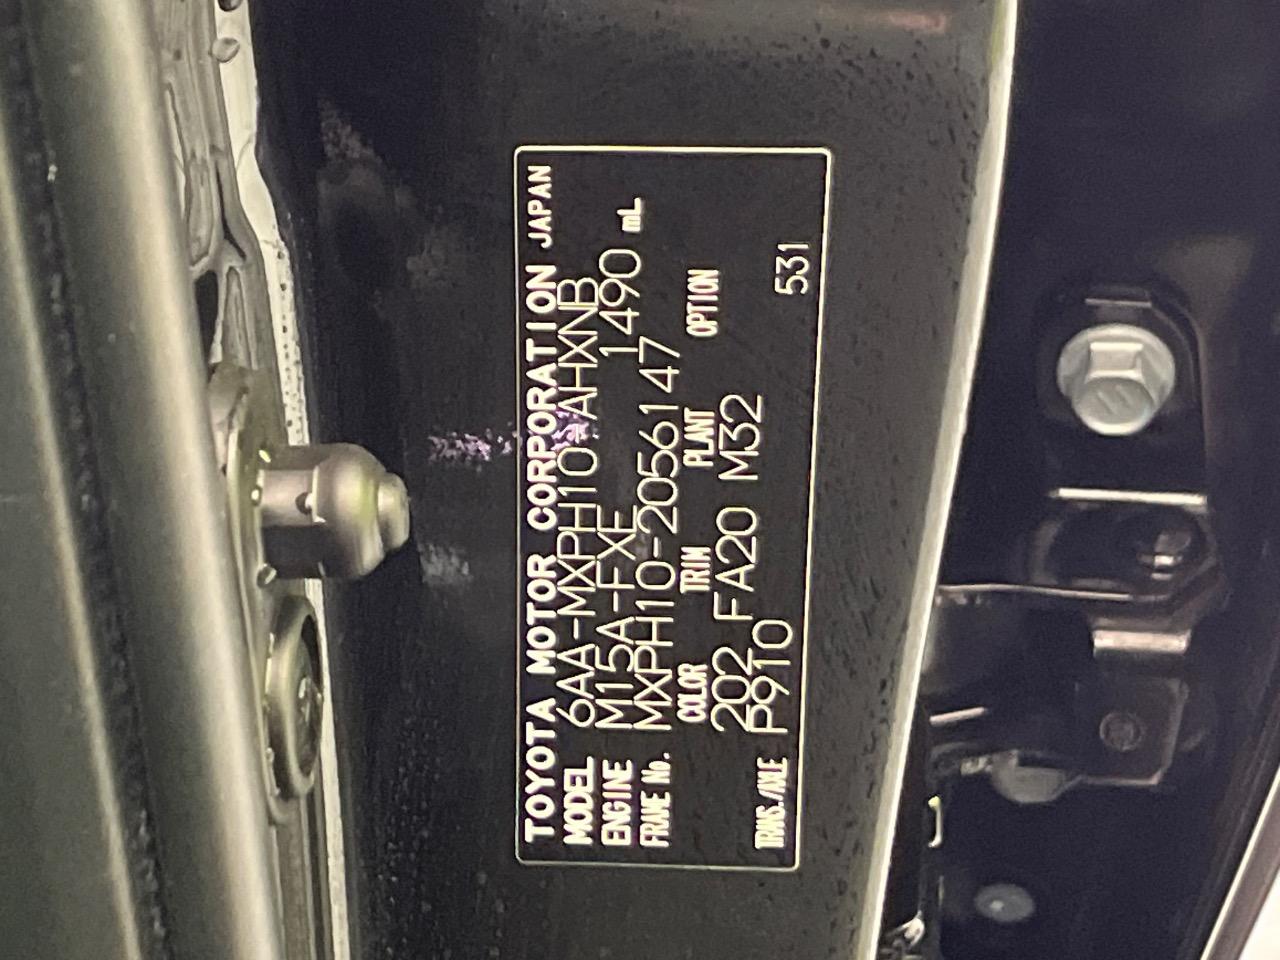 TOYOTA MOTOR CORPORATION JAPAN
MODEL 6AA-MXPH10-AHXNB
ENGINE M15A-FXE 1490 mL
FRAME No. MXPH10-2056147
COLOR TRIM PLANT OPTION
202 FA20 M32
TRANS./AXLE P910 531